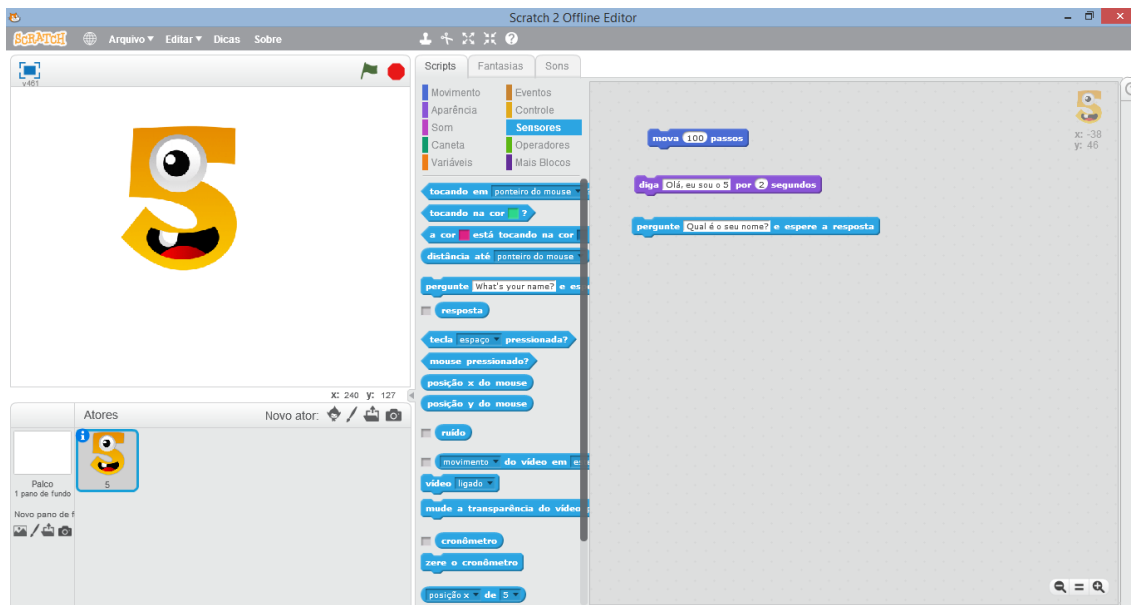 Scratch 2 Offline Editor
SCRATCH Arquivo Editar Dicas Sobre
v461
Scripts Fantasias Sons
Movimento Eventos
Aparência Controle
Som Sensores
Caneta Operadores
Variáveis Mais Blocos
tocando em ponteiro do mouse
tocando na cor ?
a cor está tocando na cor
distância até ponteiro do mouse
pergunte What's your name? e es
resposta
tecla espaço pressionada?
mouse pressionado?
posição x do mouse
posição y do mouse
ruído
movimento do vídeo em es
vídeo ligado
mude a transparência do vídeo
cronômetro
zere o cronômetro
posição x de 5
mova 100 passos
diga Olá, eu sou o 5 por 2 segundos
pergunte Qual é o seu nome? e espere a resposta
x: -38
y: 46
X: 240 y: 127
Atores Novo ator:
Palco
1 pano de fundo
Novo pano de f
5